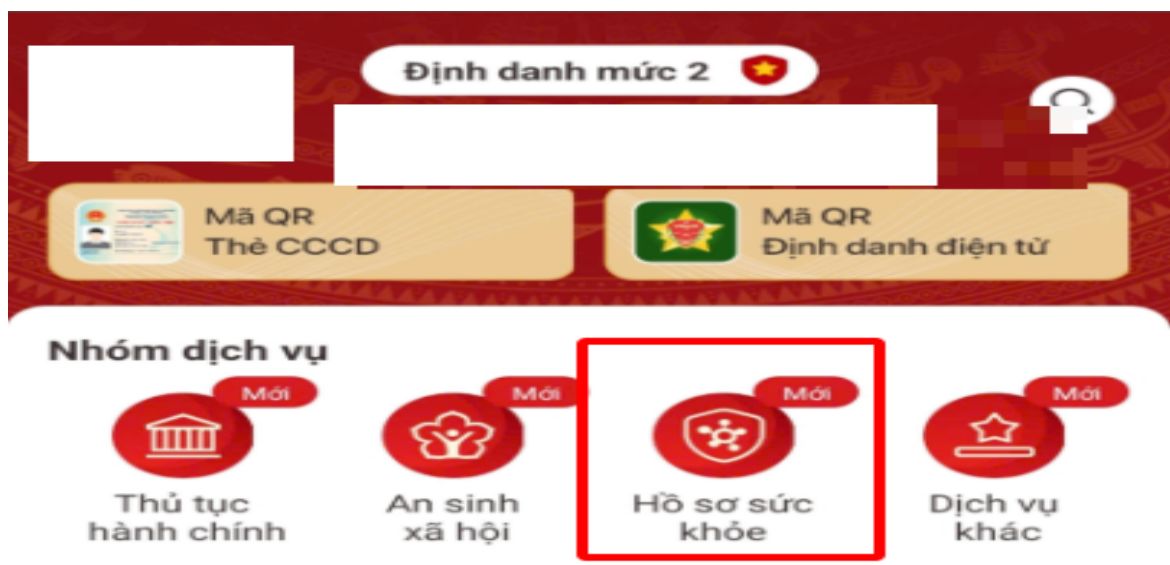 Định danh mức 2
Mã QR
Thẻ CCCD
Mã QR
Định danh điện tử
Nhóm dịch vụ
Mới
Mới
Mới
Mới
Thủ tục
hành chính
An sinh
xã hội
Hồ sơ sức
khỏe
Dịch vụ
khác